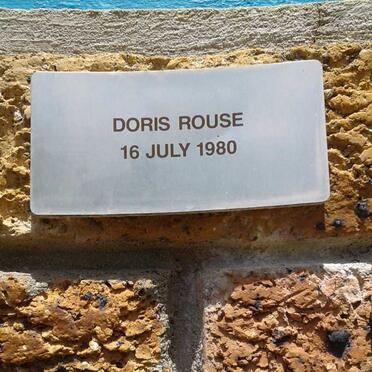 DORIS ROUSE
16 JULY 1980